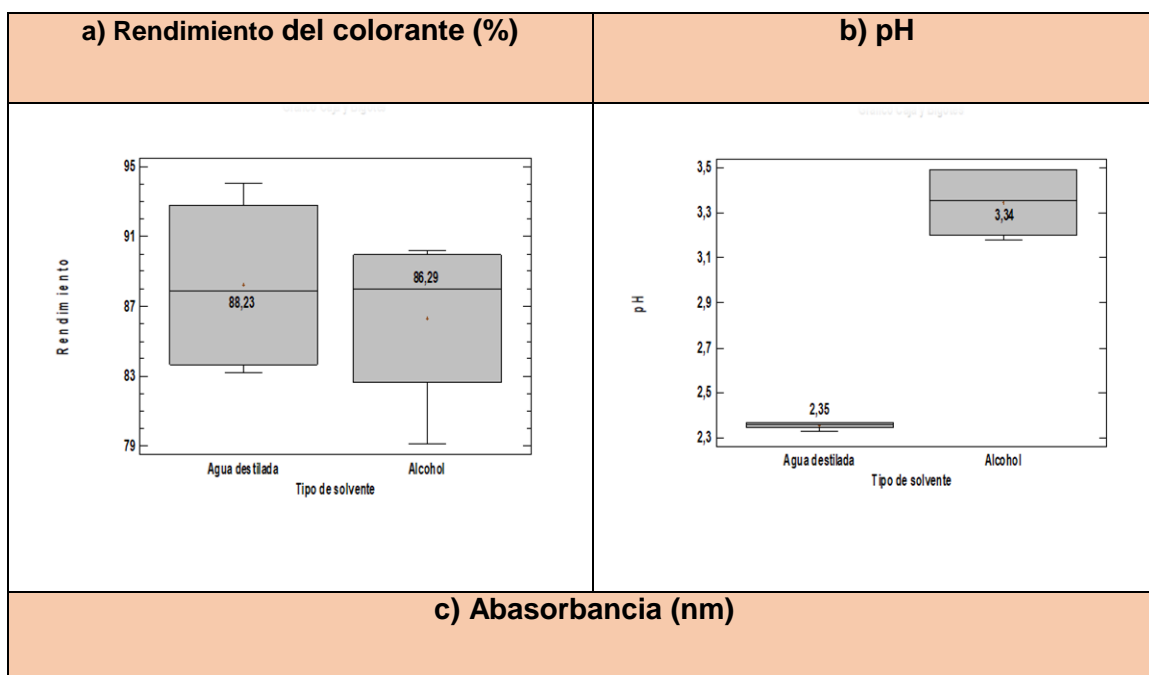 a) Rendimiento del colorante (%)
b) pH
95
91
87
83
79
Rendimiento
88,23
86,29
Agua destilada
Alcohol
Tipo de solvente
3,5
3,3
3,1
2,9
2,7
2,5
2,3
pH
3,34
2,35
Agua destilada
Alcohol
Tipo de solvente
c) Abasorbancia (nm)